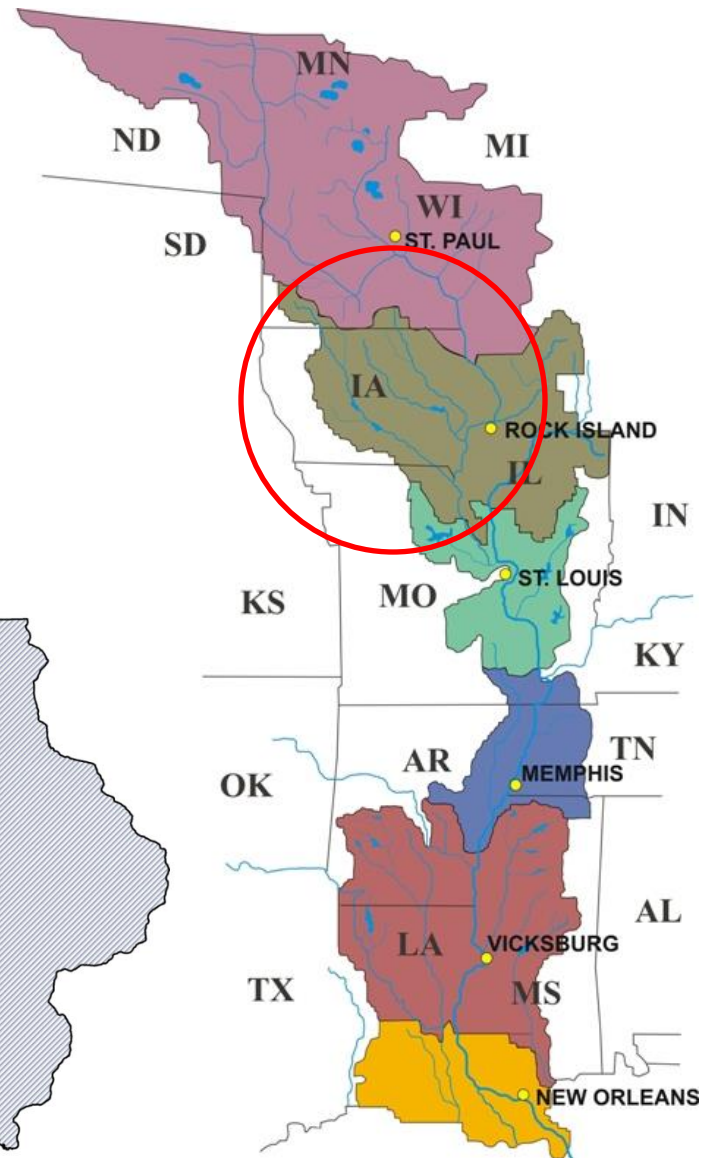 MN
ND
MI
WI
SD
ST. PAUL
IA
ROCK ISLAND
IL
IN
ST. LOUIS
KS
MO
KY
TN
AR
OK
MEMPHIS
AL
LA
VICKSBURG
TX
MS
NEW ORLEANS